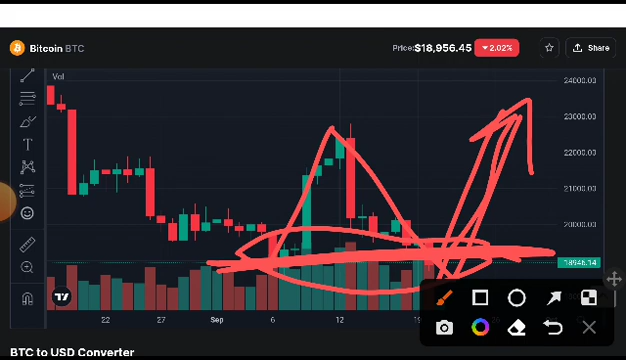 Bitcoin BTC
Price: $18,956.45 ▼2.02%
Share
Vol
24000.00
23000.00
22000.00
21000.00
20000.00
18946.14
22 27 Sep 6 12
BTC to USD Converter